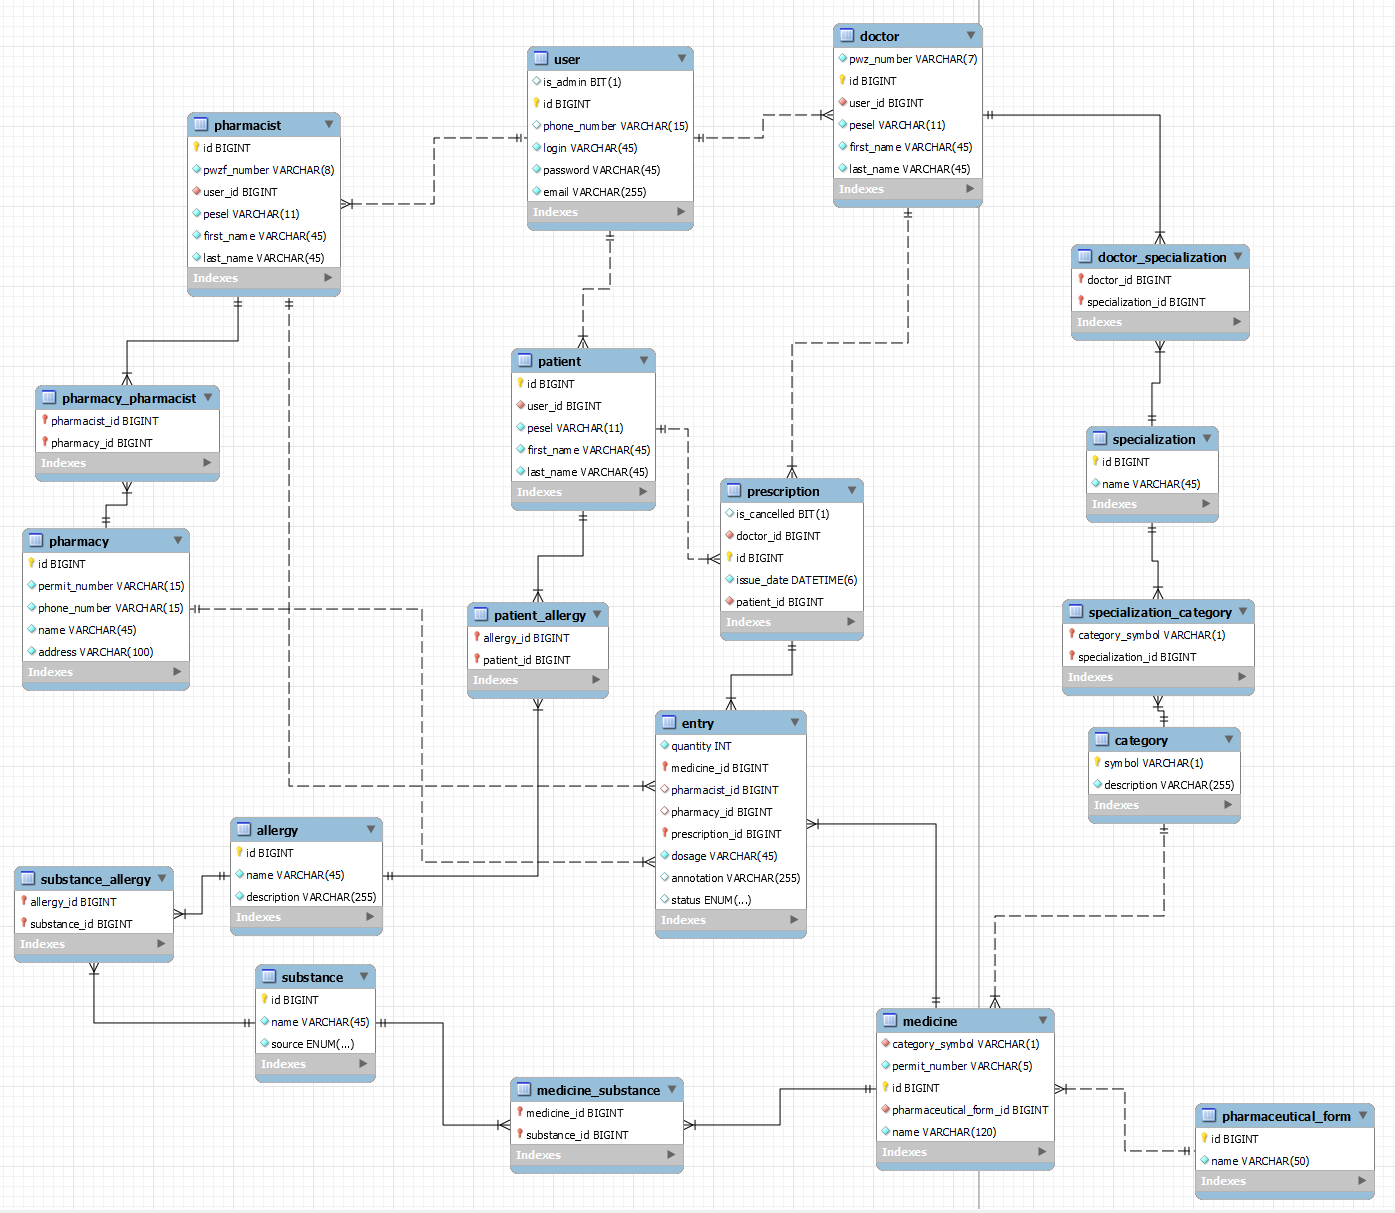 doctor
pwz_number VARCHAR(7)
id BIGINT
user_id BIGINT
pesel VARCHAR(11)
first_name VARCHAR(45)
last_name VARCHAR(45)
Indexes
user
is_admin BIT(1)
id BIGINT
phone_number VARCHAR(15)
login VARCHAR(45)
password VARCHAR(45)
email VARCHAR(255)
Indexes
pharmacist
id BIGINT
pwzf_number VARCHAR(8)
user_id BIGINT
pesel VARCHAR(11)
first_name VARCHAR(45)
last_name VARCHAR(45)
Indexes
doctor_specialization
doctor_id BIGINT
specialization_id BIGINT
Indexes
patient
id BIGINT
user_id BIGINT
pesel VARCHAR(11)
first_name VARCHAR(45)
last_name VARCHAR(45)
Indexes
pharmacy_pharmacist
pharmacist_id BIGINT
pharmacy_id BIGINT
Indexes
specialization
id BIGINT
name VARCHAR(45)
Indexes
prescription
is_cancelled BIT(1)
doctor_id BIGINT
id BIGINT
issue_date DATETIME(6)
patient_id BIGINT
Indexes
pharmacy
id BIGINT
permit_number VARCHAR(15)
phone_number VARCHAR(15)
name VARCHAR(45)
address VARCHAR(100)
Indexes
patient_allergy
allergy_id BIGINT
patient_id BIGINT
Indexes
specialization_category
category_symbol VARCHAR(1)
specialization_id BIGINT
Indexes
entry
quantity INT
medicine_id BIGINT
pharmacist_id BIGINT
pharmacy_id BIGINT
prescription_id BIGINT
dosage VARCHAR(45)
annotation VARCHAR(255)
status ENUM(...)
Indexes
category
symbol VARCHAR(1)
description VARCHAR(255)
Indexes
allergy
id BIGINT
name VARCHAR(45)
description VARCHAR(255)
Indexes
substance_allergy
allergy_id BIGINT
substance_id BIGINT
Indexes
substance
id BIGINT
name VARCHAR(45)
source ENUM(...)
Indexes
medicine
category_symbol VARCHAR(1)
permit_number VARCHAR(5)
id BIGINT
pharmaceutical_form_id BIGINT
name VARCHAR(120)
Indexes
medicine_substance
medicine_id BIGINT
substance_id BIGINT
Indexes
pharmaceutical_form
id BIGINT
name VARCHAR(50)
Indexes